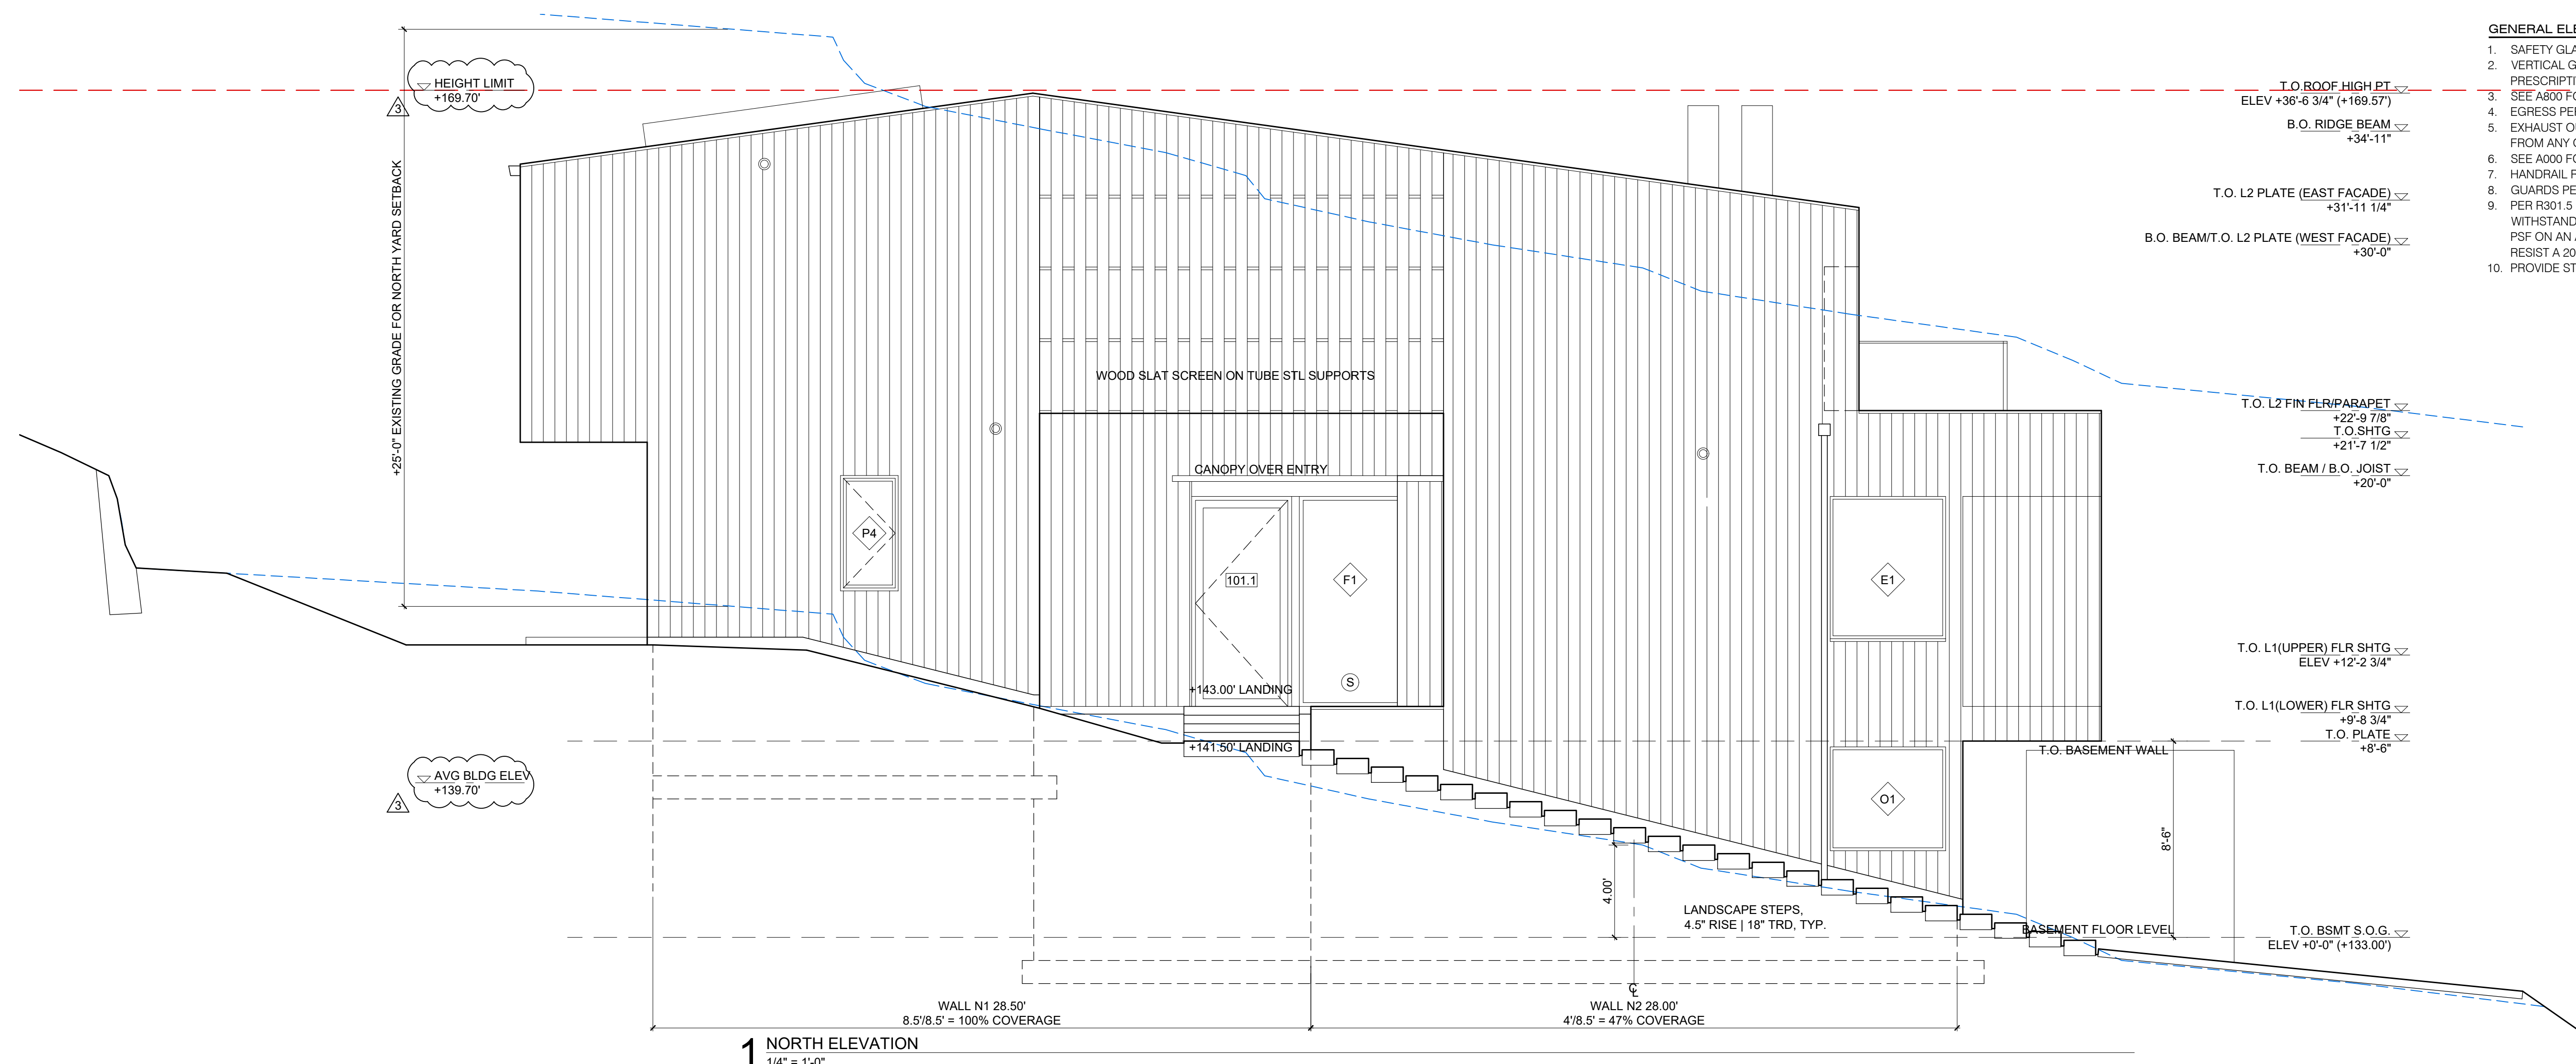 HEIGHT LIMIT
+169.70'
3
+25'-0" EXISTING GRADE FOR NORTH YARD SETBACK
AVG BLDG ELEV
+139.70'
3
WOOD SLAT SCREEN ON TUBE STL SUPPORTS
CANOPY OVER ENTRY
P4
101.1
F1
S
E1
O1
+143.00' LANDING
+141.50' LANDING
T.O. BASEMENT WALL
8'-6"
4.00'
LANDSCAPE STEPS,
4.5" RISE | 18" TRD, TYP.
BASEMENT FLOOR LEVEL
CL
WALL N1 28.50'
8.5'/8.5' = 100% COVERAGE
WALL N2 28.00'
4'/8.5' = 47% COVERAGE
1 NORTH ELEVATION
1/4" = 1'-0"
T.O.ROOF HIGH PT
ELEV +36'-6 3/4" (+169.57')
B.O. RIDGE BEAM
+34'-11"
T.O. L2 PLATE (EAST FACADE)
+31'-11 1/4"
B.O. BEAM/T.O. L2 PLATE (WEST FACADE)
+30'-0"
T.O. L2 FIN FLR/PARAPET
+22'-9 7/8"
T.O.SHTG
+21'-7 1/2"
T.O. BEAM / B.O. JOIST
+20'-0"
T.O. L1(UPPER) FLR SHTG
ELEV +12'-2 3/4"
T.O. L1(LOWER) FLR SHTG
+9'-8 3/4"
T.O. PLATE
+8'-6"
T.O. BSMT S.O.G.
ELEV +0'-0" (+133.00')
GENERAL ELE
1. SAFETY GLA
2. VERTICAL G
PRESCRIPTI
3. SEE A800 FO
4. EGRESS PE
5. EXHAUST O
FROM ANY
6. SEE A000 FO
7. HANDRAIL
8. GUARDS PE
9. PER R301.5
WITHSTAND
PSF ON AN
RESIST A 20
10. PROVIDE ST